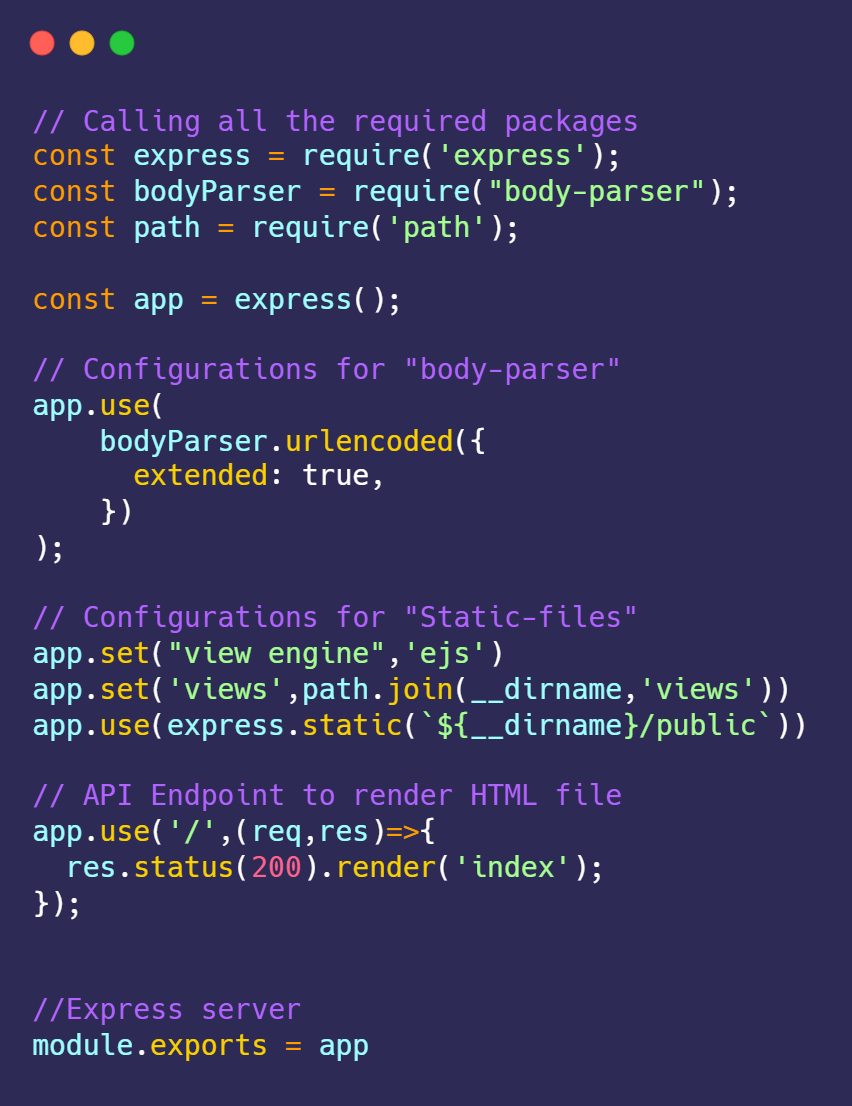 // Calling all the required packages
const express = require('express');
const bodyParser = require("body-parser");
const path = require('path');

const app = express();

// Configurations for "body-parser"
app.use(
    bodyParser.urlencoded({
      extended: true,
    })
);

// Configurations for "Static-files"
app.set("view engine",'ejs')
app.set('views',path.join(__dirname,'views'))
app.use(express.static(`${__dirname}/public`))

// API Endpoint to render HTML file
app.use('/',(req,res)=>{
  res.status(200).render('index');
});


//Express server
module.exports = app